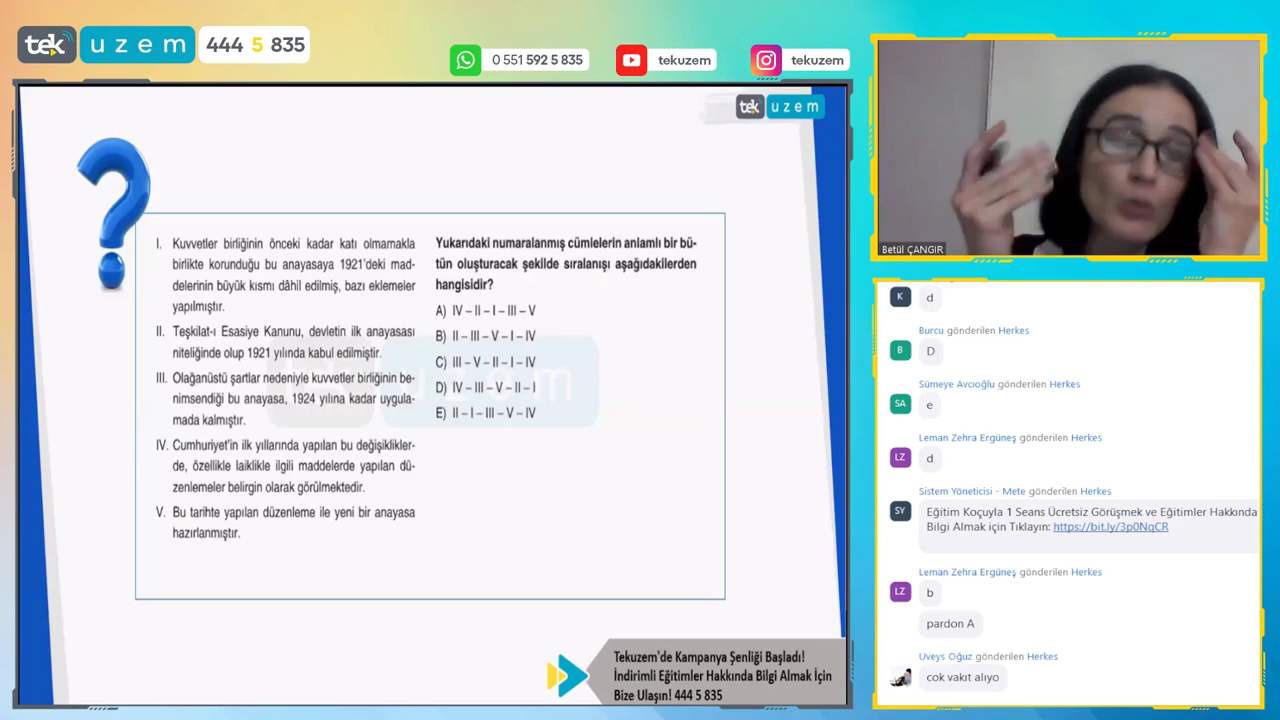 tek uzem 444 5 835
0 551 592 5 835
tekuzem
tekuzem
tek uzem
I. Kuvvetler birliğinin önceki kadar katı olmamakla
birlikte korunduğu bu anayasaya 1921'deki mad-
delerinin büyük kısmı dâhil edilmiş, bazı eklemeler
yapılmıştır.
II. Teşkilat-ı Esasiye Kanunu, devletin ilk anayasası
niteliğinde olup 1921 yılında kabul edilmiştir.
III. Olağanüstü şartlar nedeniyle kuvvetler birliğinin be-
nimsendiği bu anayasa, 1924 yılına kadar uygula-
mada kalmıştır.
IV. Cumhuriyet'in ilk yıllarında yapılan bu değişiklikler-
de, özellikle laiklikle ilgili maddelerde yapılan dü-
zenlemeler belirgin olarak görülmektedir.
V. Bu tarihte yapılan düzenleme ile yeni bir anayasa
hazırlanmıştır.
Yukarıdaki numaralanmış cümlelerin anlamlı bir bü-
tün oluşturacak şekilde sıralanışı aşağıdakilerden
hangisidir?
A) IV – II – I – III – V
B) II – III – V – I – IV
C) III – V – II – I – IV
D) IV – III – V – II – I
E) II – I – III – V – IV
Tekuzem'de Kampanya Şenliği Başladı!
İndirimli Eğitimler Hakkında Bilgi Almak İçin
Bize Ulaşın! 444 5 835
Betül ÇANGIR
K d
Burcu gönderilen Herkes
B D
Sümeye Avcıoğlu gönderilen Herkes
SA e
Leman Zehra Ergüneş gönderilen Herkes
LZ d
Sistem Yöneticisi - Mete gönderilen Herkes
SY Eğitim Koçuyla 1 Seans Ücretsiz Görüşmek ve Eğitimler Hakkında
Bilgi Almak için Tıklayın: https://bit.ly/3p0NqCR
Leman Zehra Ergüneş gönderilen Herkes
LZ b
pardon A
Uveys Oğuz gönderilen Herkes
cok vakıt alıyo